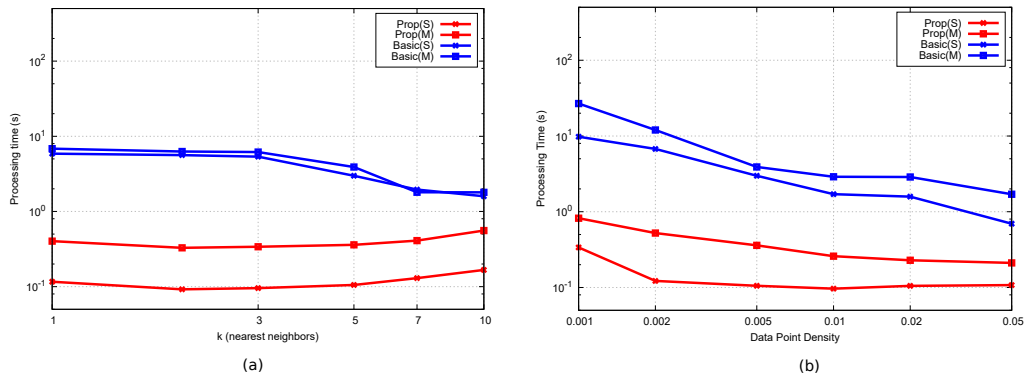 Prop(S)
Prop(M)
Basic(S)
Basic(M)
10^2
10^1
10^0
10^-1
Processing time (s)
1
3
5
7
10
k (nearest neighbors)
(a)
Prop(S)
Prop(M)
Basic(S)
Basic(M)
10^2
10^1
10^0
10^-1
Processing Time (s)
0.001
0.002
0.005
0.01
0.02
0.05
Data Point Density
(b)